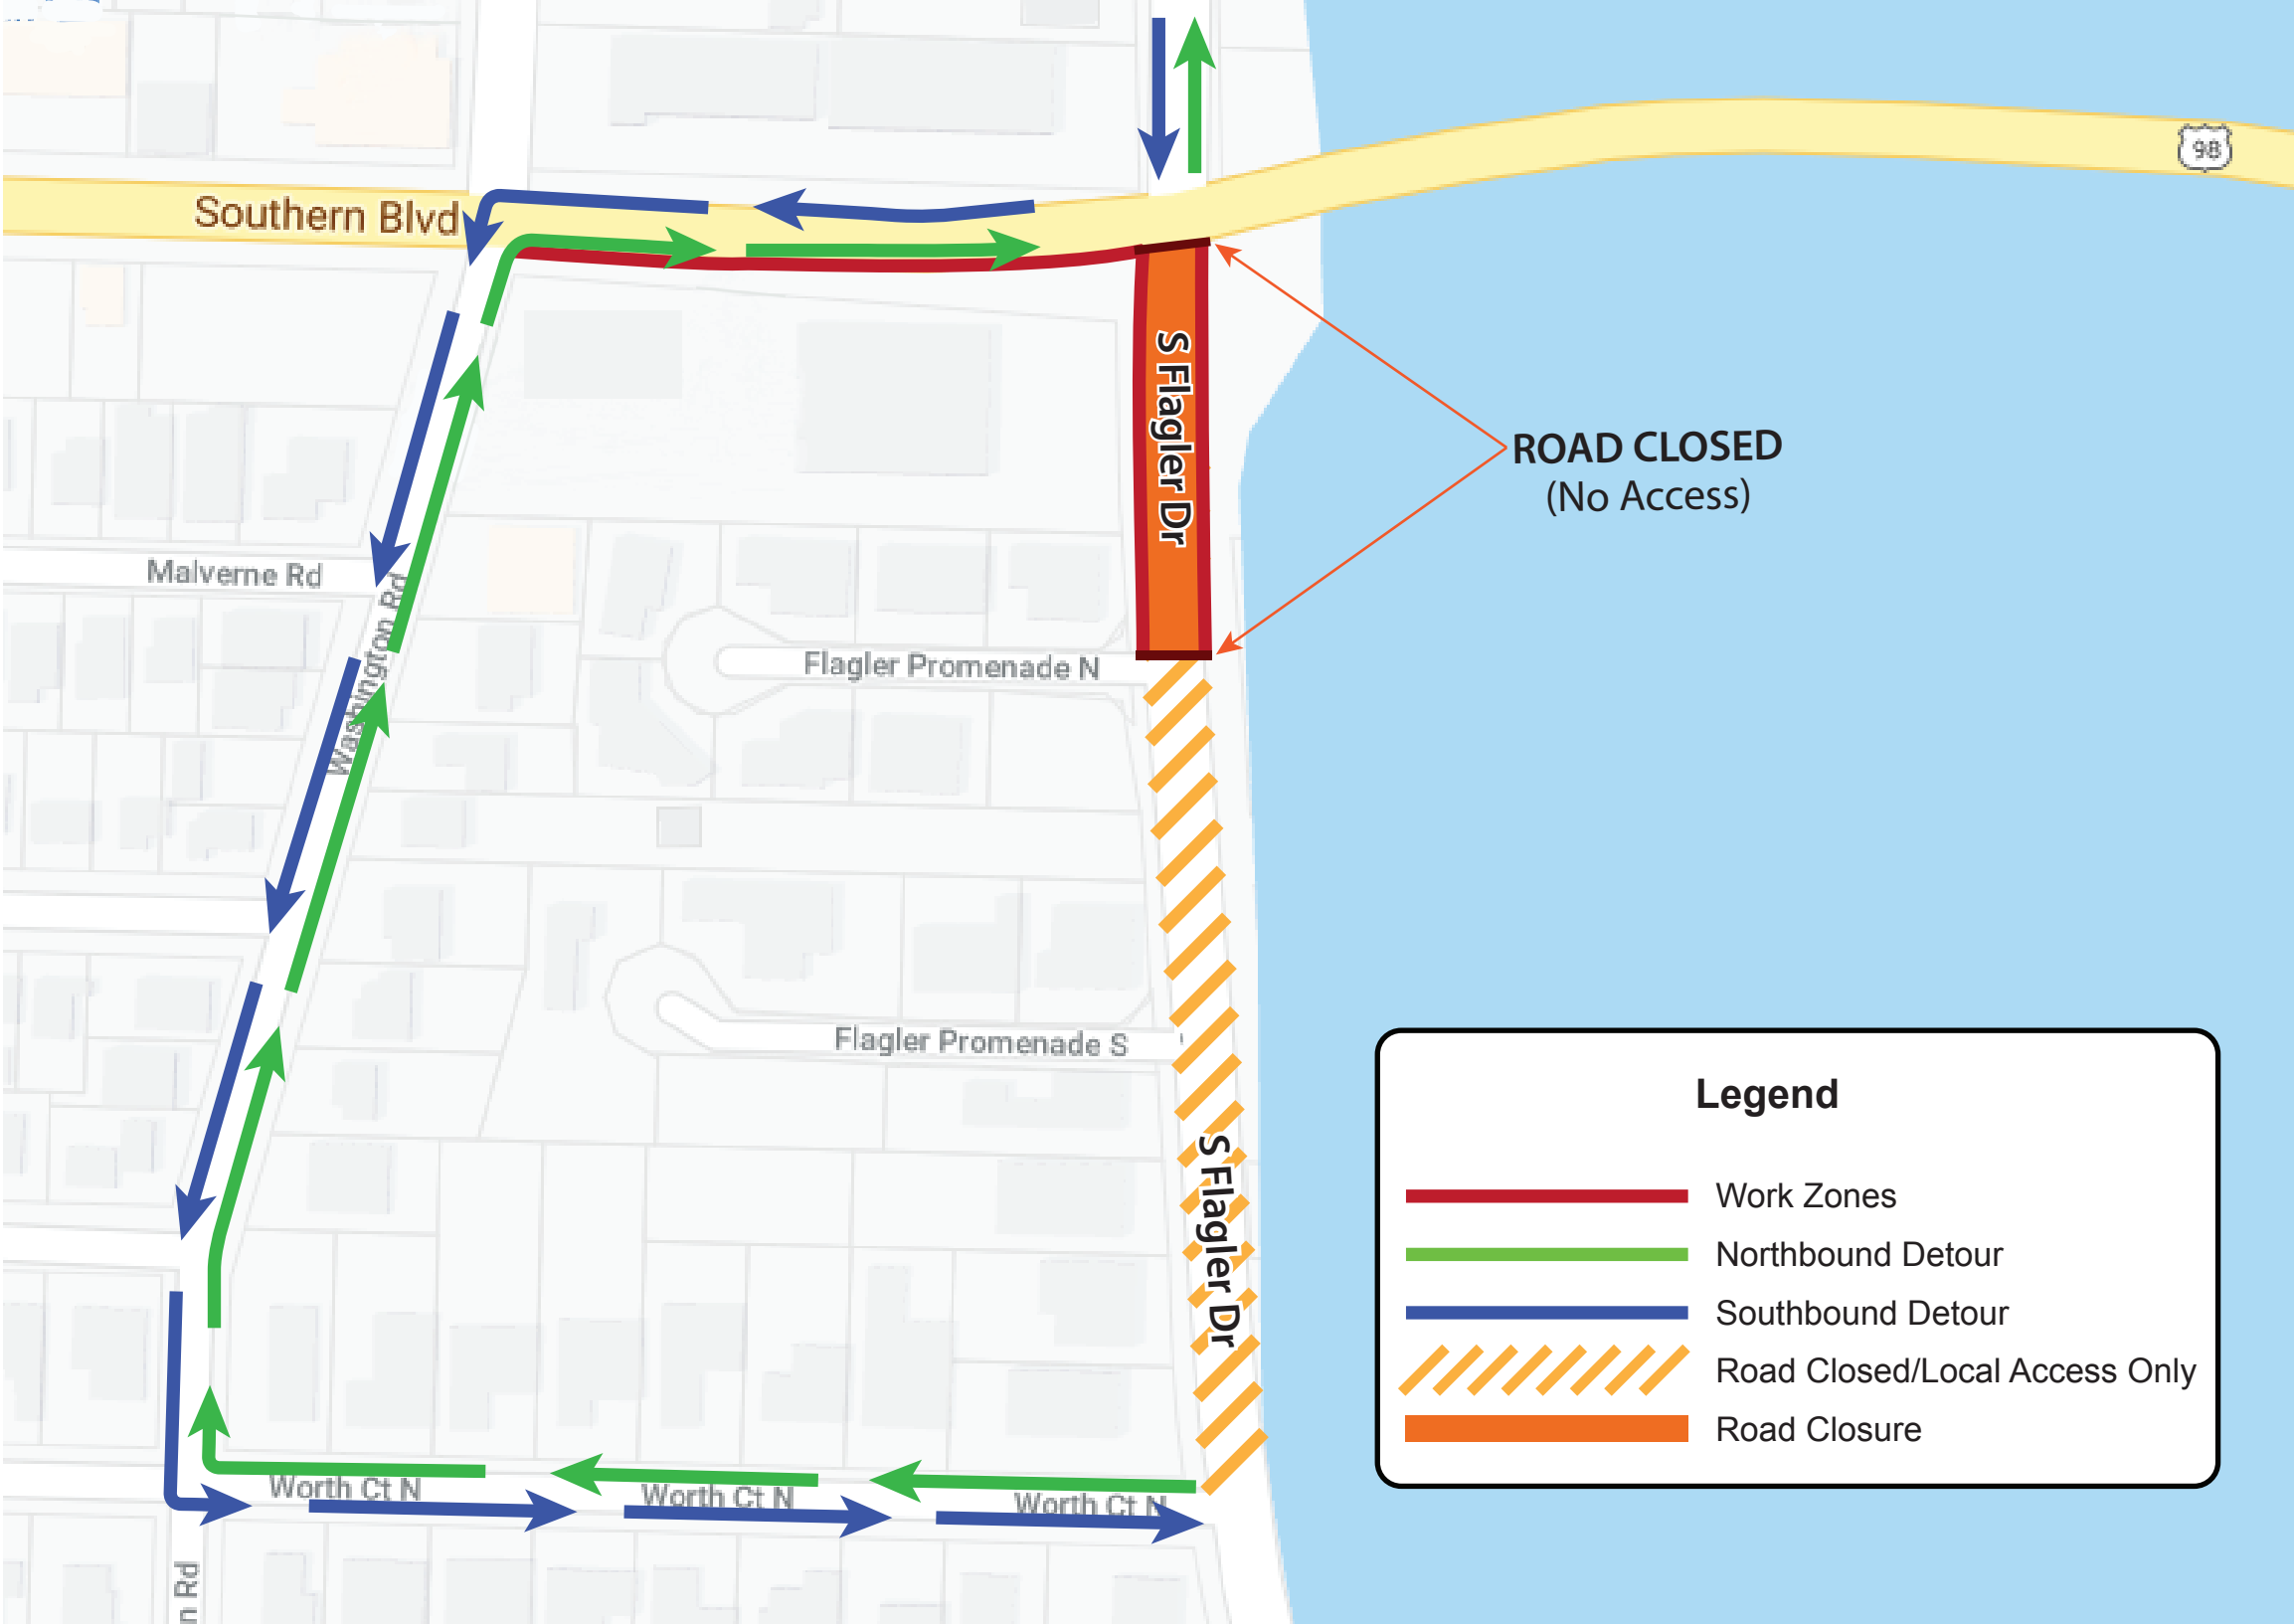 98
Southern Blvd
S Flagler Dr
ROAD CLOSED
(No Access)
Malverne Rd
Washington Rd
Flagler Promenade N
Flagler Promenade S
S Flagler Dr
Legend
Work Zones
Northbound Detour
Southbound Detour
Road Closed/Local Access Only
Road Closure
Worth Ct N
Worth Ct N
Worth Ct N
n Rd